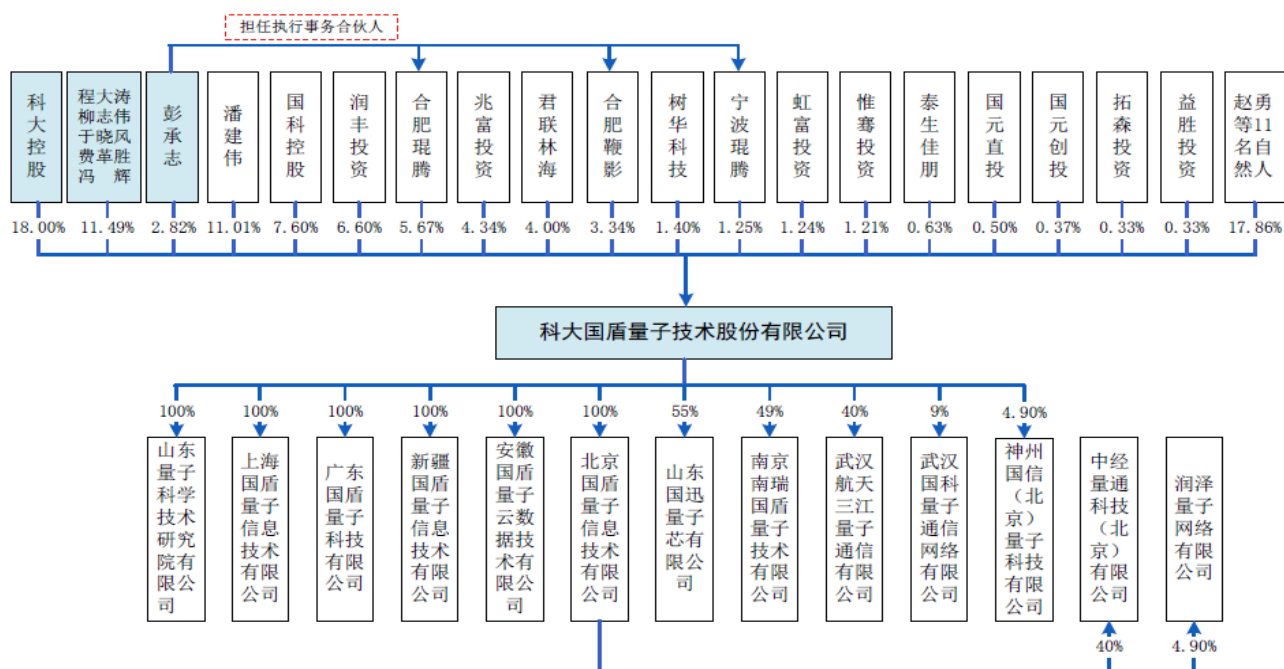 担任执行事务合伙人
科大控股
程大涛
柳志伟
于晓风
费革胜
冯辉
彭承志
潘建伟
国科控股
润丰投资
合肥琨腾
兆富投资
君联林海
合肥鞭影
树华科技
宁波琨腾
虹富投资
惟骞投资
泰生佳朋
国元直投
国元创投
拓森投资
益胜投资
赵勇
等11
名自
然人
18.00% 11.49% 2.82% 11.01% 7.60% 6.60% 5.67% 4.34% 4.00% 3.34% 1.40% 1.25% 1.24% 1.21% 0.63% 0.50% 0.37% 0.33% 0.33% 17.86%
科大国盾量子技术股份有限公司
100% 100% 100% 100% 100% 100% 55% 49% 40% 9% 4.90%
山东
量子
科学
技术
研究
院有
限公
司
上海
国盾
量子
信息
技术
有限
公司
广东
国盾
量子
科技
有限
公司
新疆
国盾
量子
信息
技术
有限
公司
安徽
国盾
量子
云数
据技
术有
限公
司
北京
国盾
量子
信息
技术
有限
公司
山东
国迅
量子
芯有
限公
司
南京
南瑞
国盾
量子
技术
有限
公司
武汉
航天
三江
量子
通信
有限
公司
武汉
国科
量子
通信
网络
有限
公司
神州
国信
（北
京）
量子
科技
有限
公司
中经
量通
科技
（北
京）
有限
公司
润泽
量子
网络
有限
公司
40% 4.90%